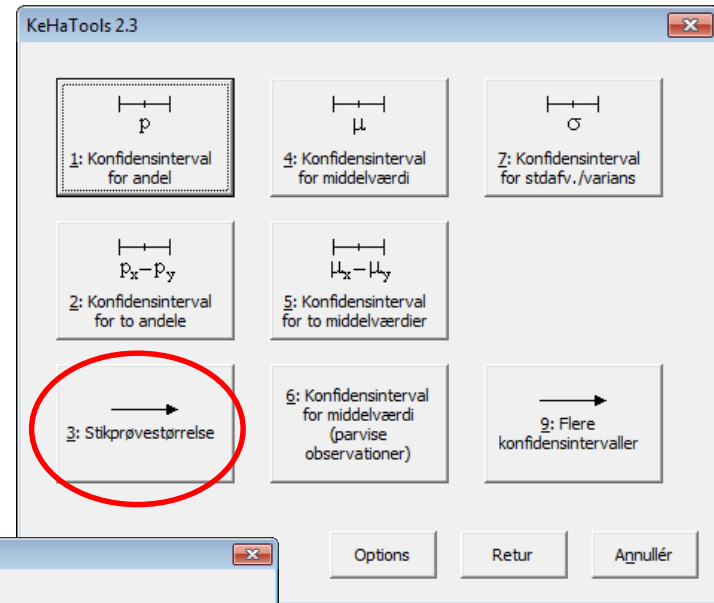 KeHaTools 2.3
p
1: Konfidensinterval
for andel
μ
4: Konfidensinterval
for middelværdi
σ
7: Konfidensinterval
for stdafv./varians
pₓ-pᵧ
2: Konfidensinterval
for to andele
μₓ-μᵧ
5: Konfidensinterval
for to middelværdier
3: Stikprøvestørrelse
6: Konfidensinterval
for middelværdi
(parvise
observationer)
9: Flere
konfidensintervaller
Options
Retur
Annullér